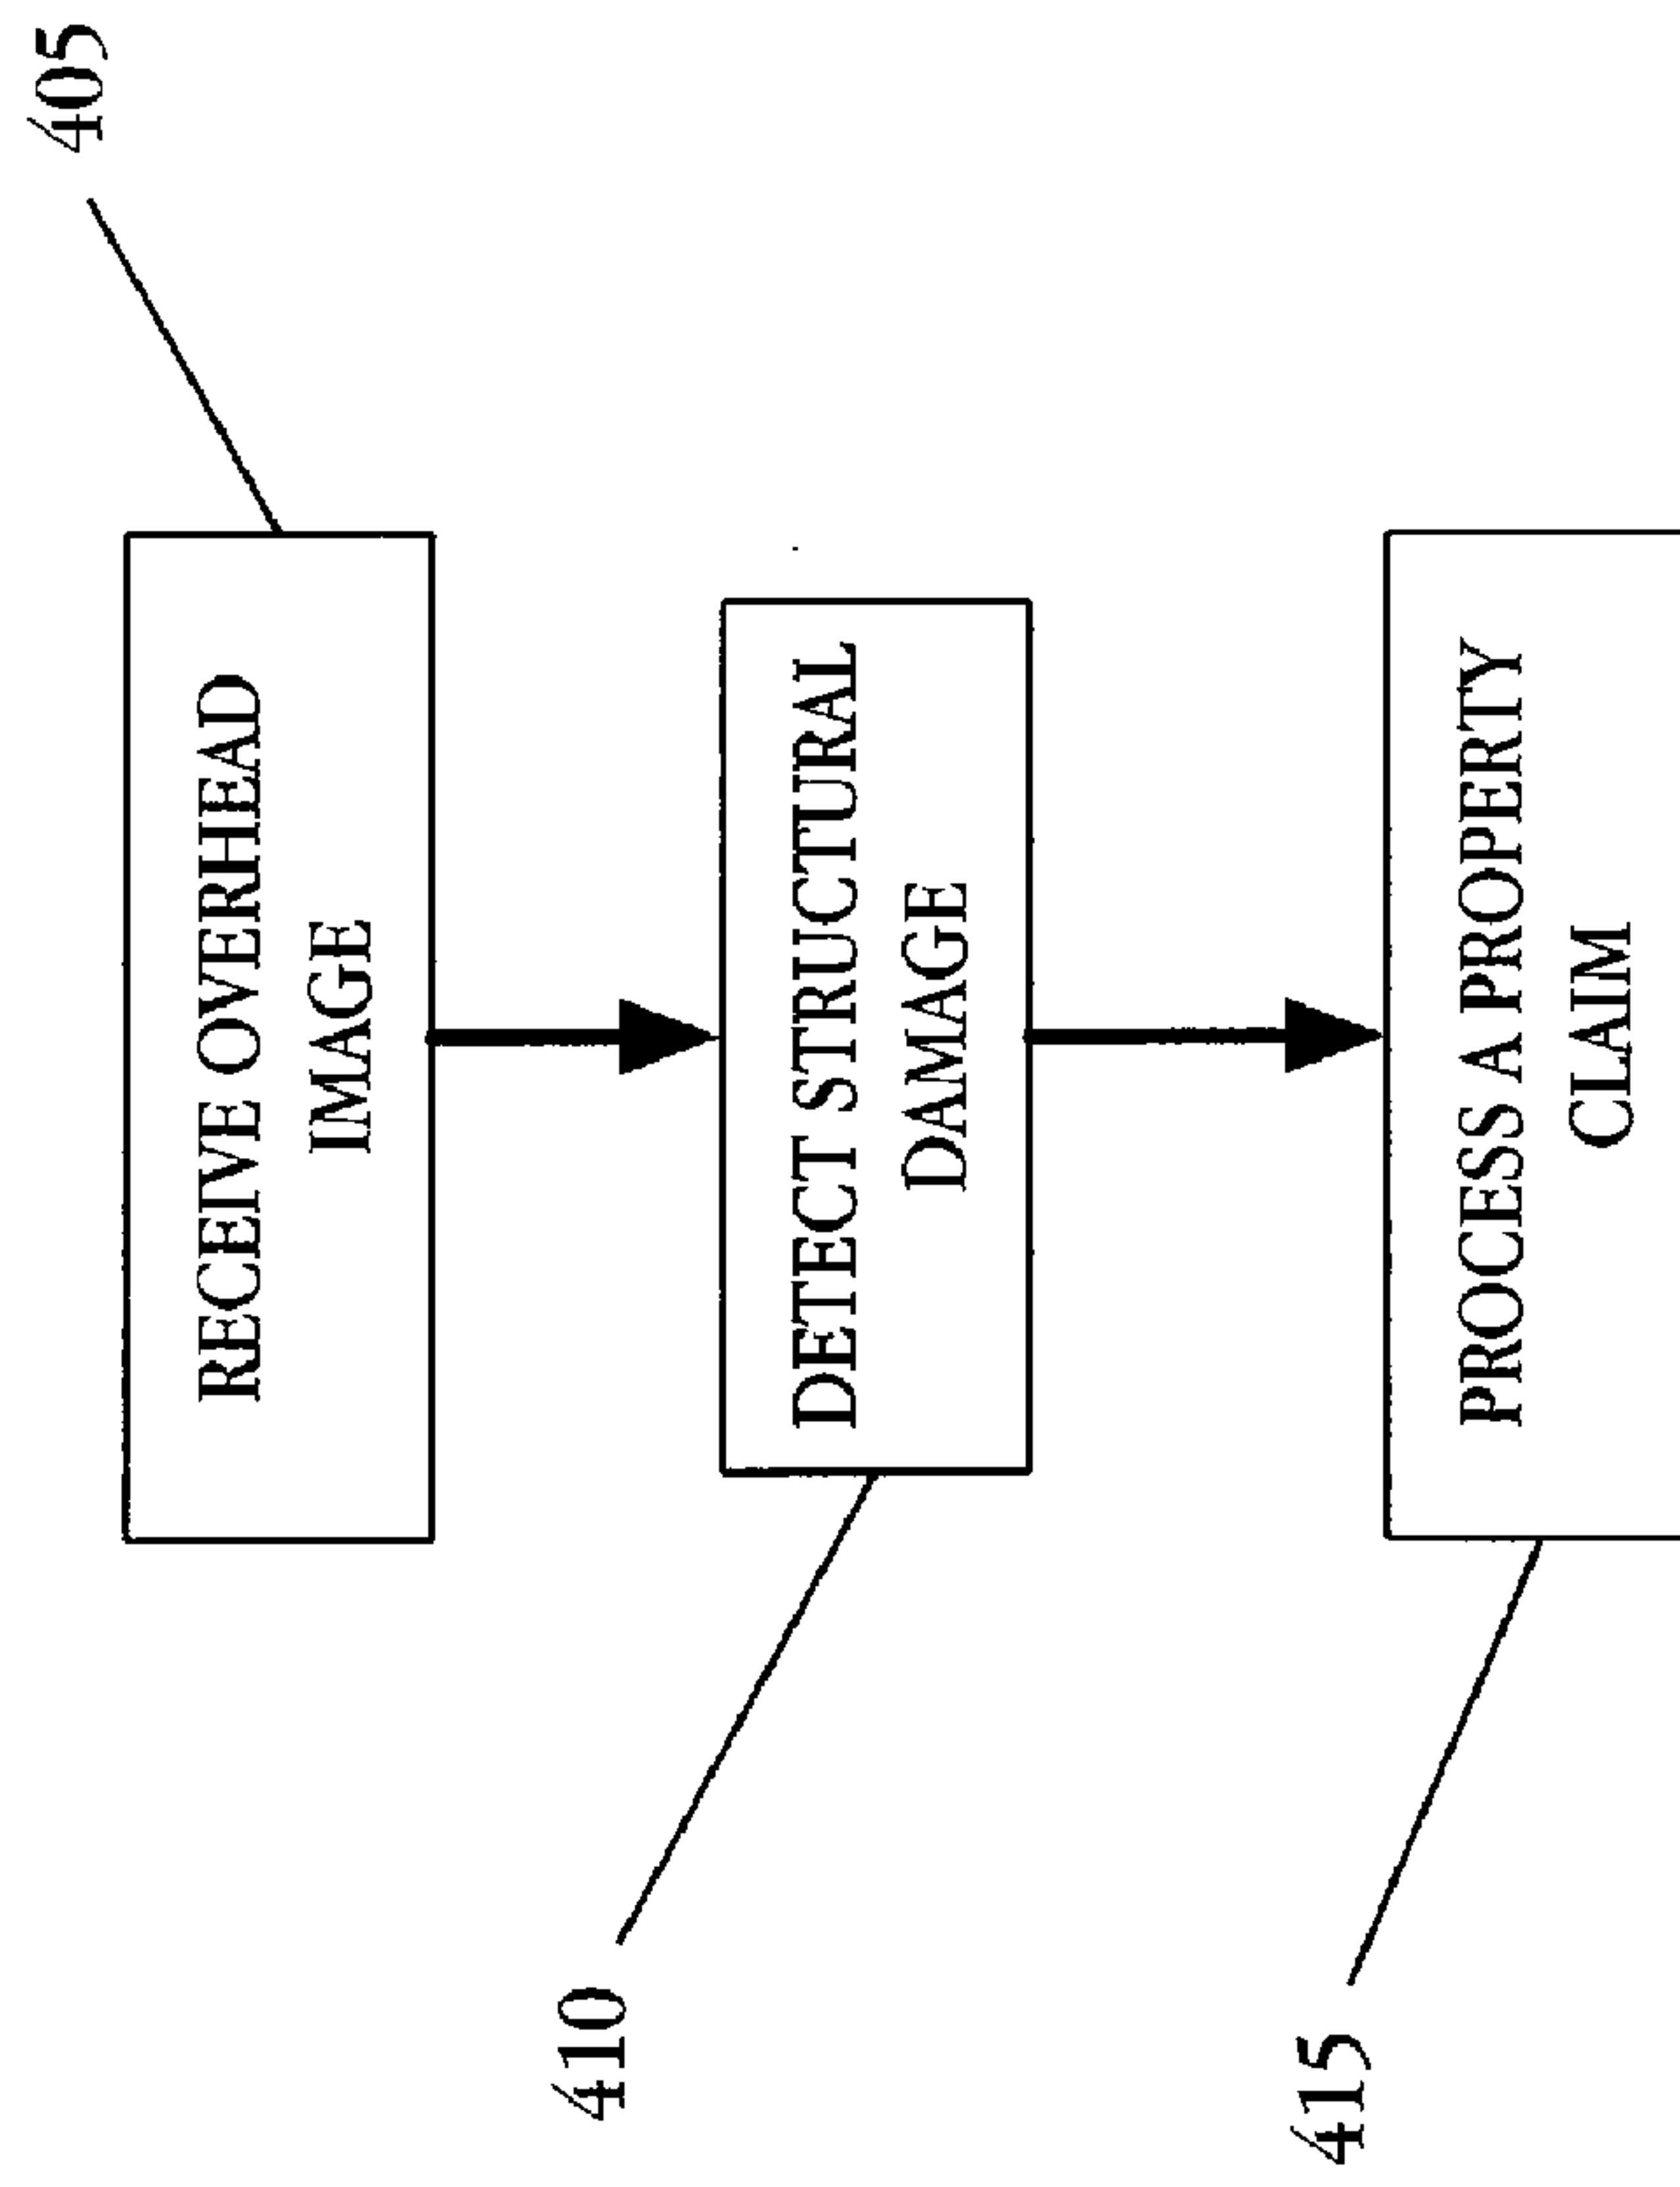 405
RECEIVE OVERHEAD
IMAGE
410
DETECT STRUCTURAL
DAMAGE
415
PROCESS A PROPERTY
CLAIM